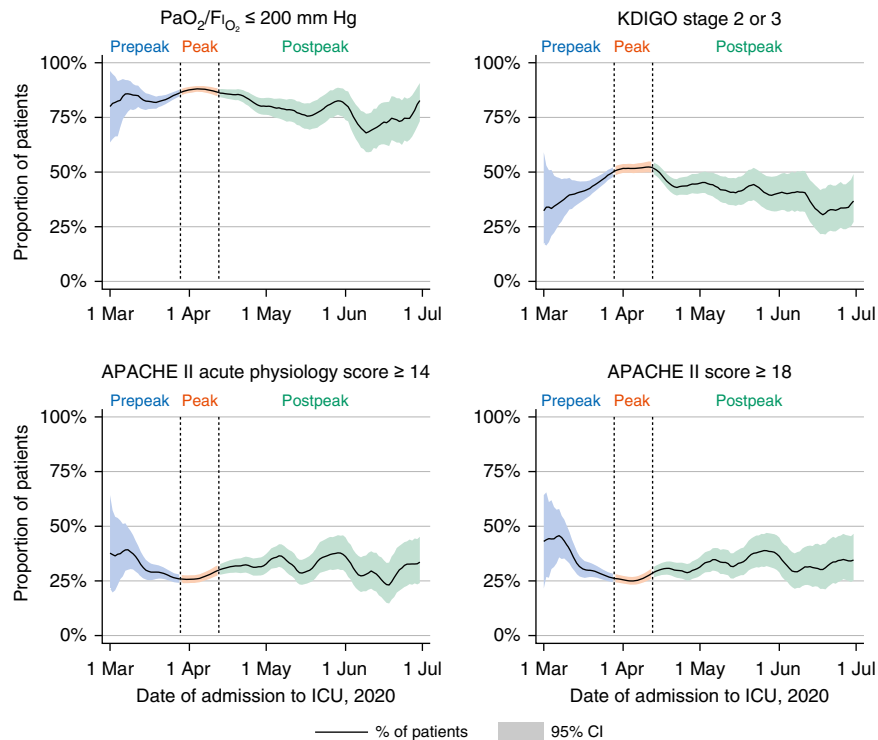 PaO₂/FIO₂ ≤ 200 mm Hg
Prepeak Peak Postpeak
100%
75%
50%
25%
0%
Proportion of patients
1 Mar 1 Apr 1 May 1 Jun 1 Jul
KDIGO stage 2 or 3
Prepeak Peak Postpeak
100%
75%
50%
25%
0%
1 Mar 1 Apr 1 May 1 Jun 1 Jul
APACHE II acute physiology score ≥ 14
Prepeak Peak Postpeak
100%
75%
50%
25%
0%
Proportion of patients
1 Mar 1 Apr 1 May 1 Jun 1 Jul
Date of admission to ICU, 2020
APACHE II score ≥ 18
Prepeak Peak Postpeak
100%
75%
50%
25%
0%
1 Mar 1 Apr 1 May 1 Jun 1 Jul
Date of admission to ICU, 2020
% of patients 95% CI